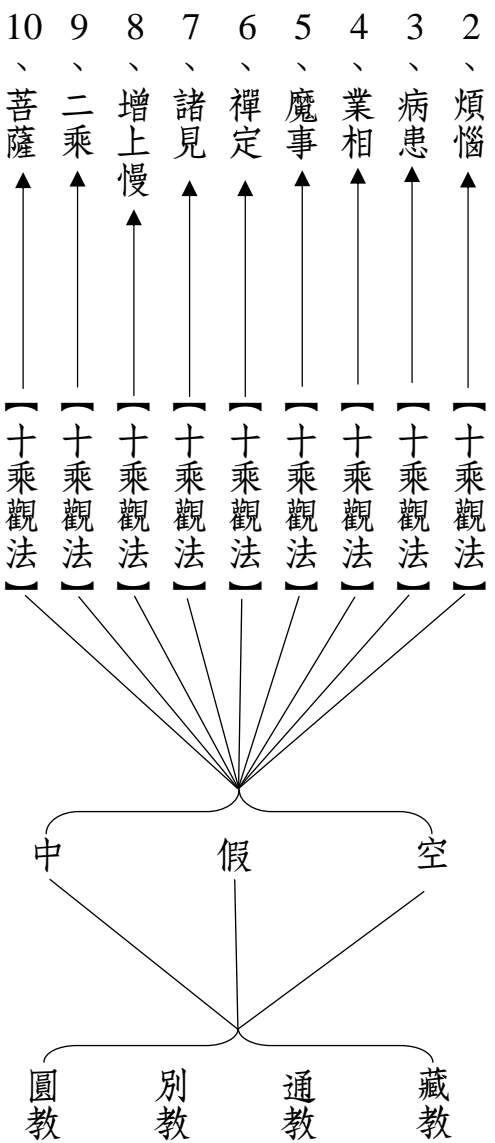 2、煩惱
3、病患
4、業相
5、魔事
6、禪定
7、諸見
8、增上慢
9、二乘
10、菩薩
【十乘觀法】
【十乘觀法】
【十乘觀法】
【十乘觀法】
【十乘觀法】
【十乘觀法】
【十乘觀法】
【十乘觀法】
【十乘觀法】
空
假
中
藏教
通教
別教
圓教